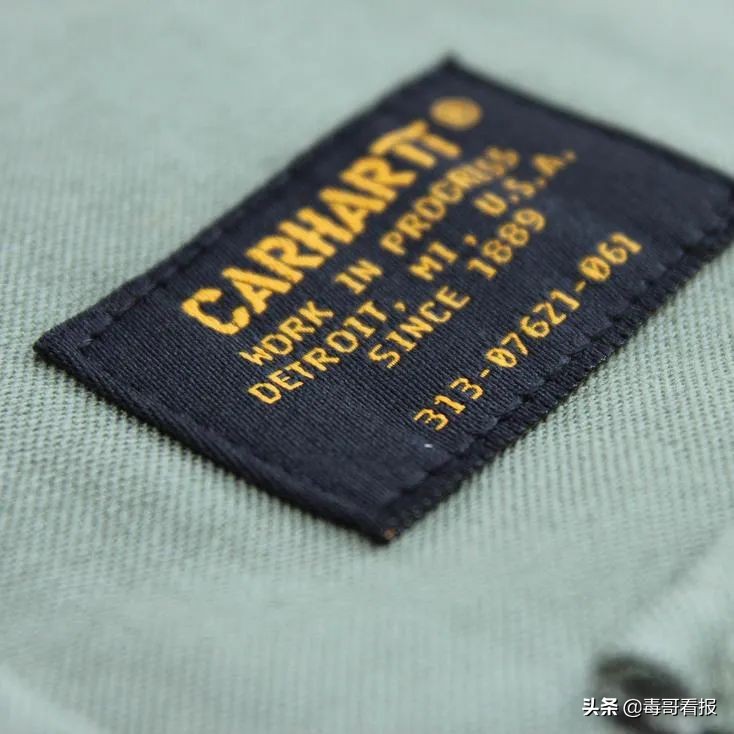 CARHARTT®
WORK IN PROGRESS
DETROIT, MI, U.S.A.
SINCE 1889
313-07621-061
头条 @毒哥看报